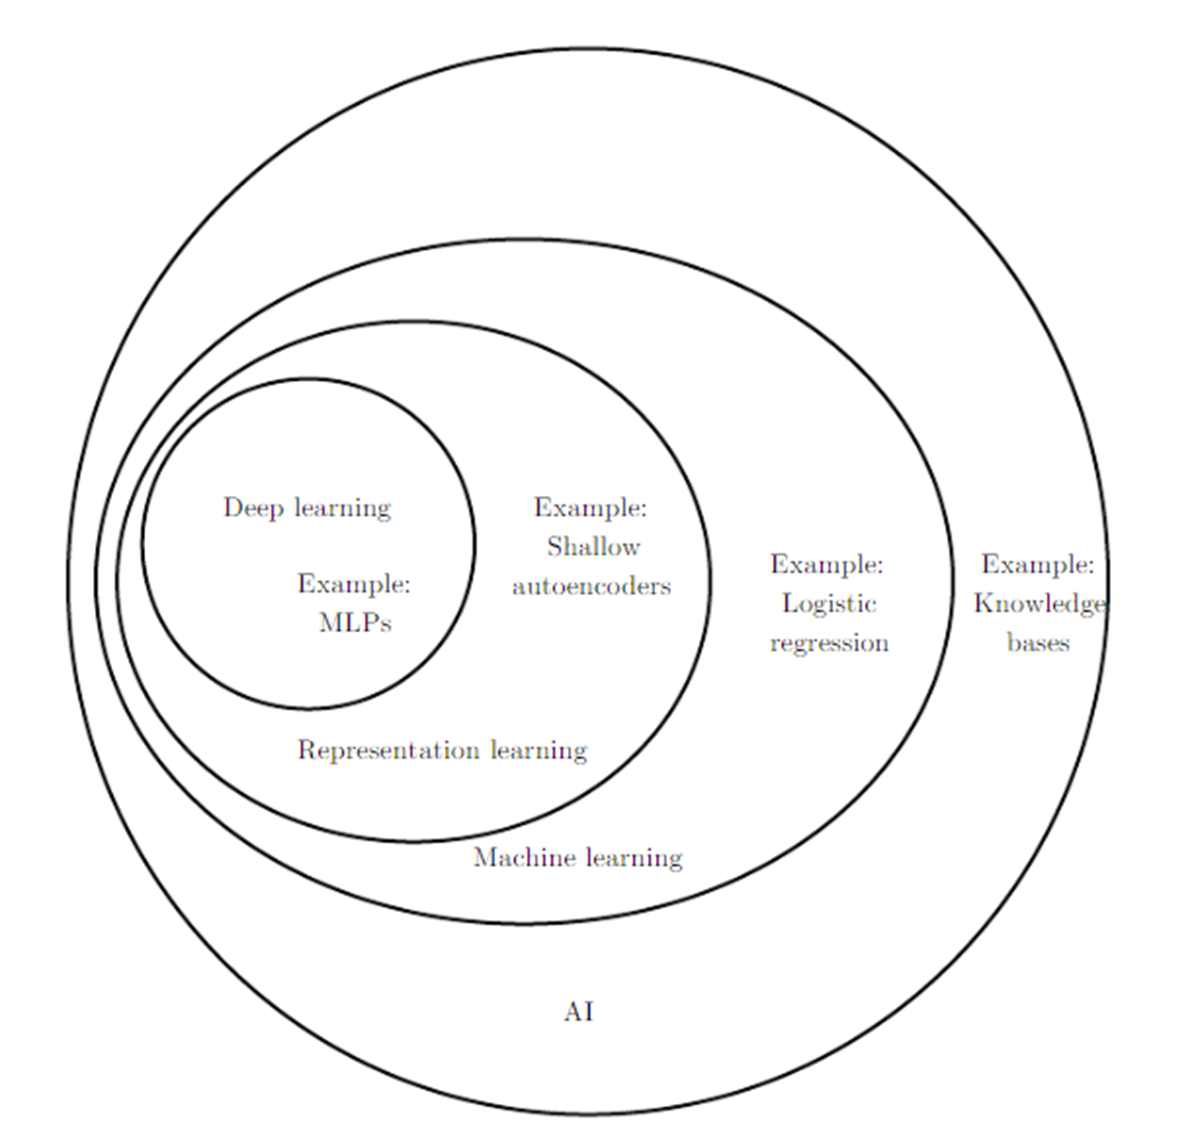 Deep learning
Example:
MLPs
Example:
Shallow
autoencoders
Example:
Logistic
regression
Example:
Knowledge
bases
Representation learning
Machine learning
AI